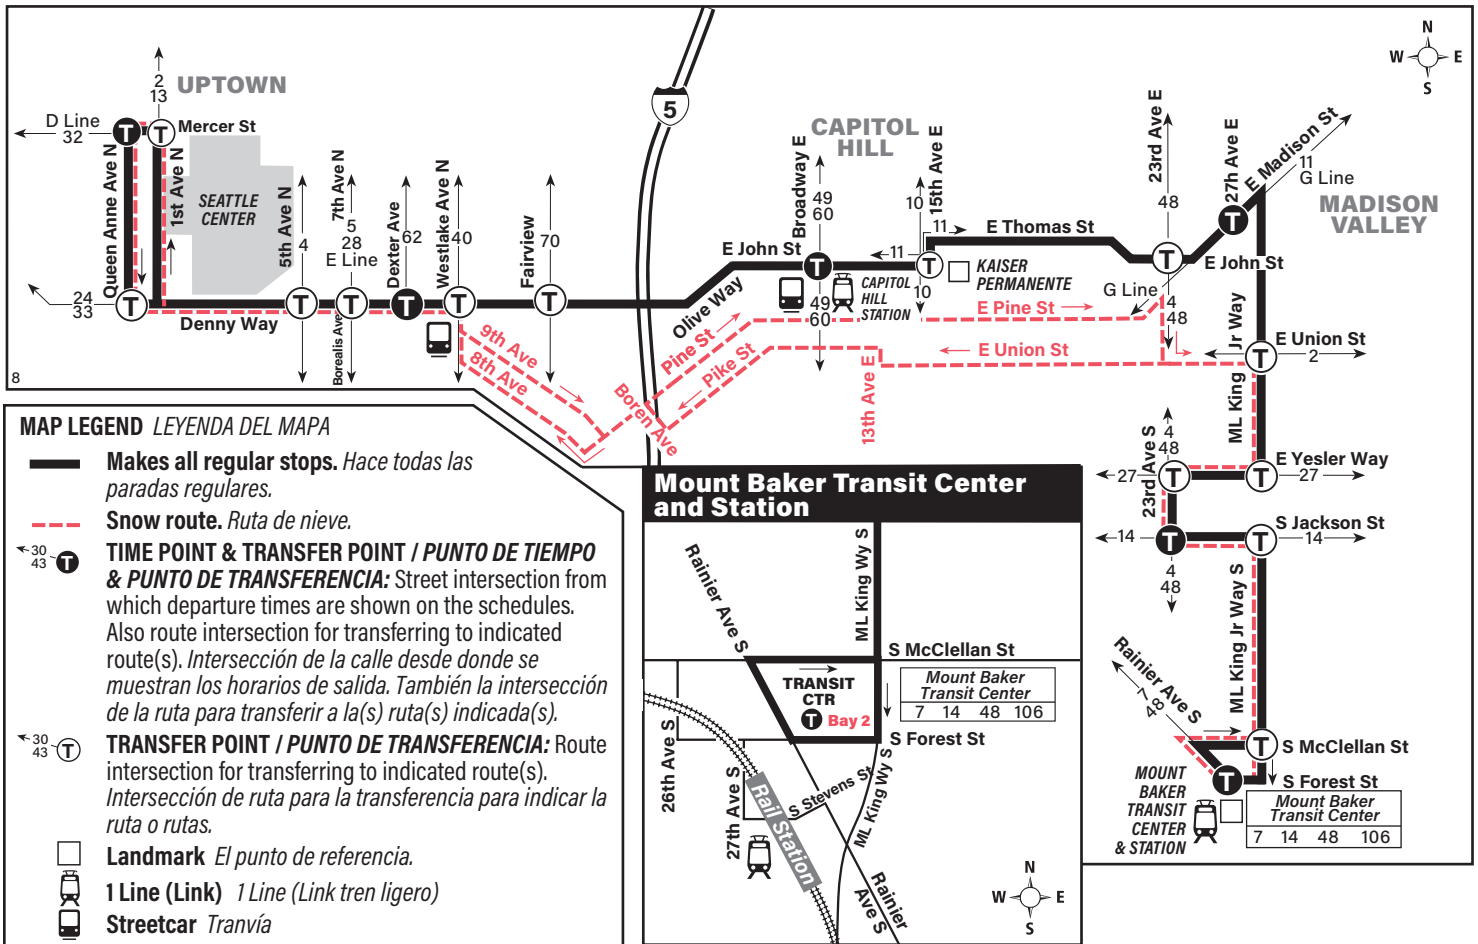 N
W E
S
UPTOWN
2
13
D Line
32
Mercer St
Queen Anne Ave N
1st Ave N
SEATTLE
CENTER
24
33
Denny Way
5th Ave N
4
7th Ave N
5
28
E Line
Borealis Ave
Dexter Ave
62
Westlake Ave N
40
Fairview
70
5
CAPITOL
HILL
Broadway E
49
60
15th Ave E
10
11
E John St
Olive Way
11
CAPITOL
HILL
STATION
49
60
10
KAISER
PERMANENTE
E Thomas St
23rd Ave E
48
27h Ave E
E Madison St
11
G Line
MADISON
VALLEY
E John St
G Line
4
48
E Pine St
E Union St
13th Ave E
9th Ave
8th Ave
Pine St
Pike St
Boren Ave
ML King Jr Way
E Union St
2
23rd Ave S
4
48
27
E Yesler Way
27
14
S Jackson St
14
4
48
ML King Jr Way S
Rainier Ave S
7
48
S McClellan St
S Forest St
MOUNT
BAKER
TRANSIT
CENTER
& STATION
Mount Baker
Transit Center
7 14 48 106
8
MAP LEGEND LEYENDA DEL MAPA
Makes all regular stops. Hace todas las
paradas regulares.
Snow route. Ruta de nieve.
30
43
T
TIME POINT & TRANSFER POINT / PUNTO DE TIEMPO
& PUNTO DE TRANSFERENCIA: Street intersection from
which departure times are shown on the schedules.
Also route intersection for transferring to indicated
route(s). Intersección de la calle desde donde se
muestran los horarios de salida. También la intersección
de la ruta para transferir a la(s) ruta(s) indicada(s).
30
43
T
TRANSFER POINT / PUNTO DE TRANSFERENCIA: Route
intersection for transferring to indicated route(s).
Intersección de ruta para la transferencia para indicar la
ruta o rutas.
Landmark El punto de referencia.
1 Line (Link) 1 Line (Link tren ligero)
Streetcar Tranvía
Mount Baker Transit Center
and Station
Rainier Ave S
ML King Wy S
S McClellan St
TRANSIT
CTR
T Bay 2
Mount Baker
Transit Center
7 14 48 106
S Forest St
26th Ave S
27th Ave S
S Stevens St
ML King Wy S
Rail Station
Rainier
Ave S
N
W E
S